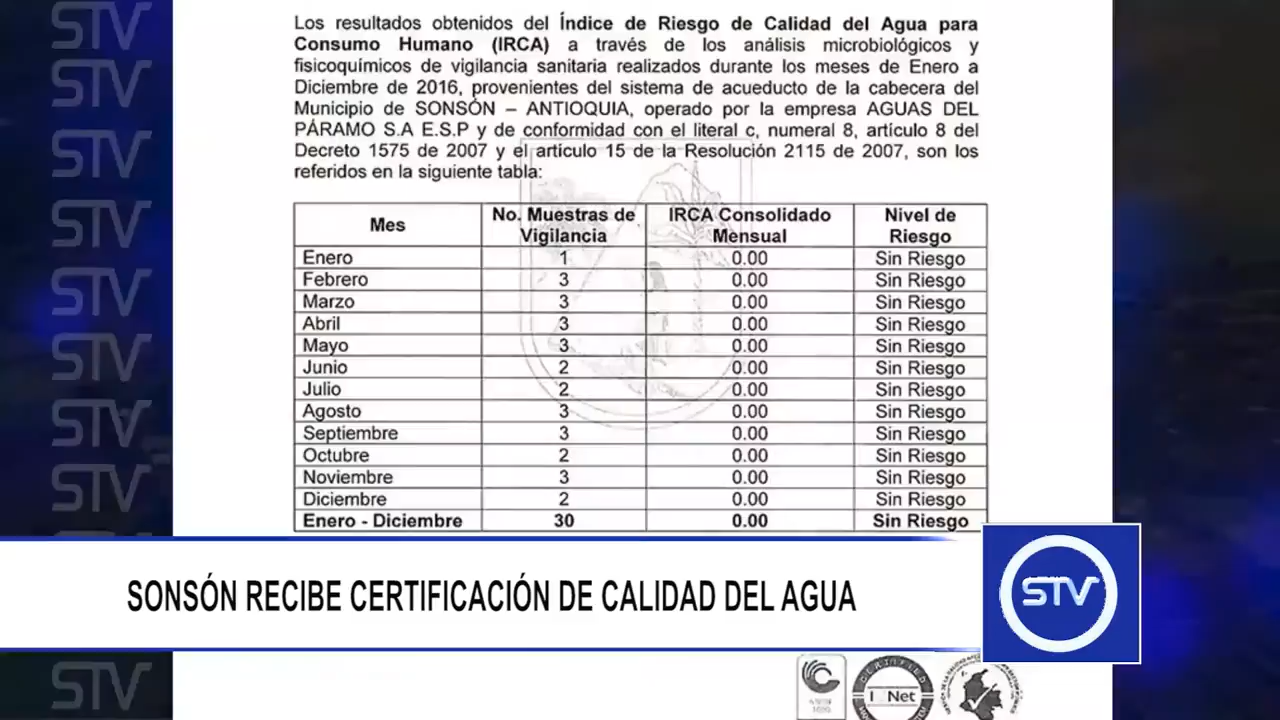 Los resultados obtenidos del Índice de Riesgo de Calidad del Agua para
Consumo Humano (IRCA) a través de los análisis microbiológicos y
fisicoquímicos de vigilancia sanitaria realizados durante los meses de Enero a
Diciembre de 2016, provenientes del sistema de acueducto de la cabecera del
Municipio de SONSÓN – ANTIOQUIA, operado por la empresa AGUAS DEL
PÁRAMO S.A E.S.P y de conformidad con el literal c, numeral 8, artículo 8 del
Decreto 1575 de 2007 y el artículo 15 de la Resolución 2115 de 2007, son los
referidos en la siguiente tabla:
Mes No. Muestras de Vigilancia IRCA Consolidado Mensual Nivel de Riesgo
Enero 1 0.00 Sin Riesgo
Febrero 3 0.00 Sin Riesgo
Marzo 3 0.00 Sin Riesgo
Abril 3 0.00 Sin Riesgo
Mayo 3 0.00 Sin Riesgo
Junio 2 0.00 Sin Riesgo
Julio 2 0.00 Sin Riesgo
Agosto 3 0.00 Sin Riesgo
Septiembre 3 0.00 Sin Riesgo
Octubre 2 0.00 Sin Riesgo
Noviembre 3 0.00 Sin Riesgo
Diciembre 2 0.00 Sin Riesgo
Enero - Diciembre 30 0.00 Sin Riesgo
SONSÓN RECIBE CERTIFICACIÓN DE CALIDAD DEL AGUA
STV
STV
STV
STV
STV
STV
STV
STV
STV
STV
CERTIFIED
I Net